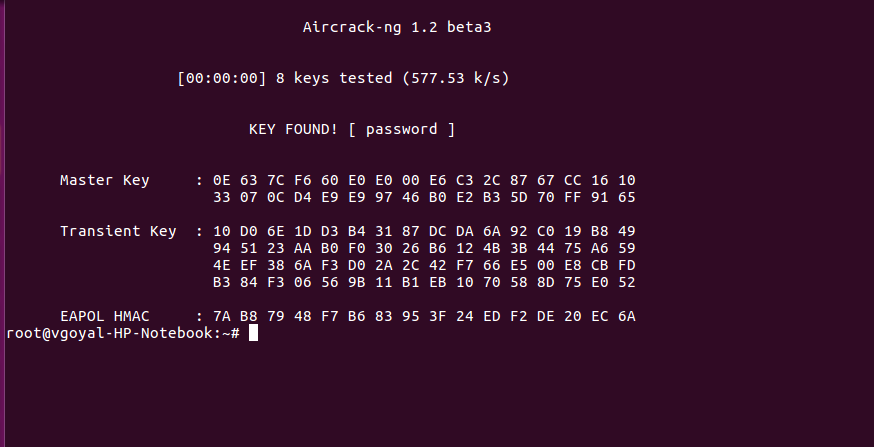 Aircrack-ng 1.2 beta3
[00:00:00] 8 keys tested (577.53 k/s)
KEY FOUND! [ password ]
Master Key : 0E 63 7C F6 60 E0 E0 00 E6 C3 2C 87 67 CC 16 10
33 07 0C D4 E9 E9 97 46 B0 E2 B3 5D 70 FF 91 65
Transient Key : 10 D0 6E 1D D3 B4 31 87 DC DA 6A 92 C0 19 B8 49
94 51 23 AA B0 F0 30 26 B6 12 4B 3B 44 75 A6 59
4E EF 38 6A F3 D0 2A 2C 42 F7 66 E5 00 E8 CB FD
B3 84 F3 06 56 9B 11 B1 EB 10 70 58 8D 75 E0 52
EAPOL HMAC : 7A B8 79 48 F7 B6 83 95 3F 24 ED F2 DE 20 EC 6A
root@vgoyal-HP-Notebook:~#